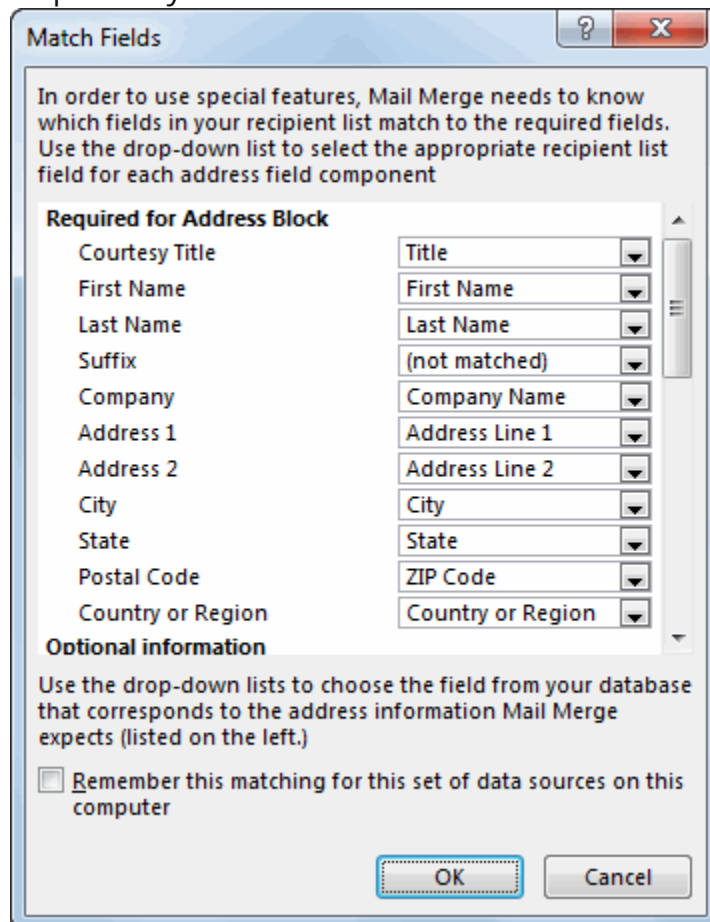 Match Fields
In order to use special features, Mail Merge needs to know
which fields in your recipient list match to the required fields.
Use the drop-down list to select the appropriate recipient list
field for each address field component
Required for Address Block
Courtesy Title Title
First Name First Name
Last Name Last Name
Suffix (not matched)
Company Company Name
Address 1 Address Line 1
Address 2 Address Line 2
City City
State State
Postal Code ZIP Code
Country or Region Country or Region
Optional information
Use the drop-down lists to choose the field from your database
that corresponds to the address information Mail Merge
expects (listed on the left.)
Remember this matching for this set of data sources on this
computer
OK Cancel